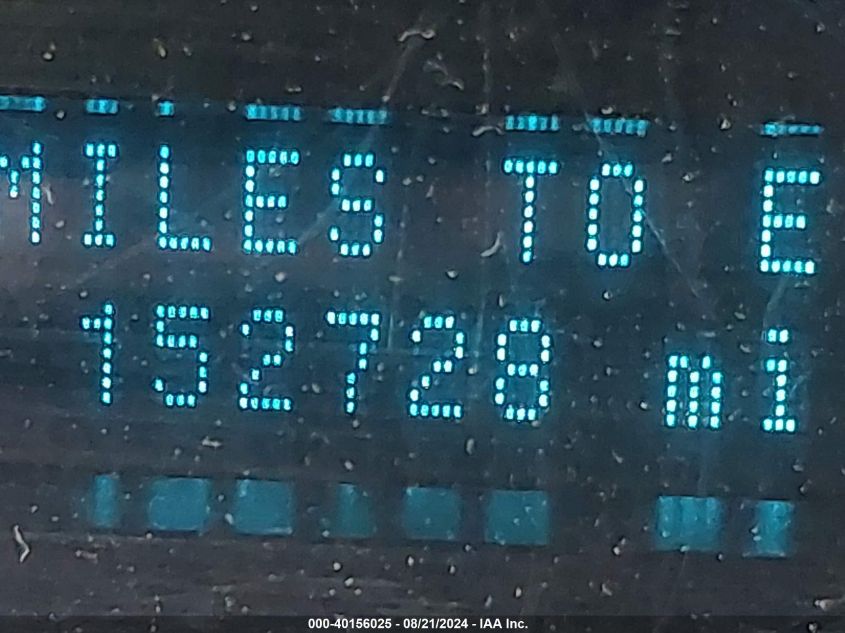 MILES TO E
152728 mi
000-40156025 - 08/21/2024 - IAA Inc.